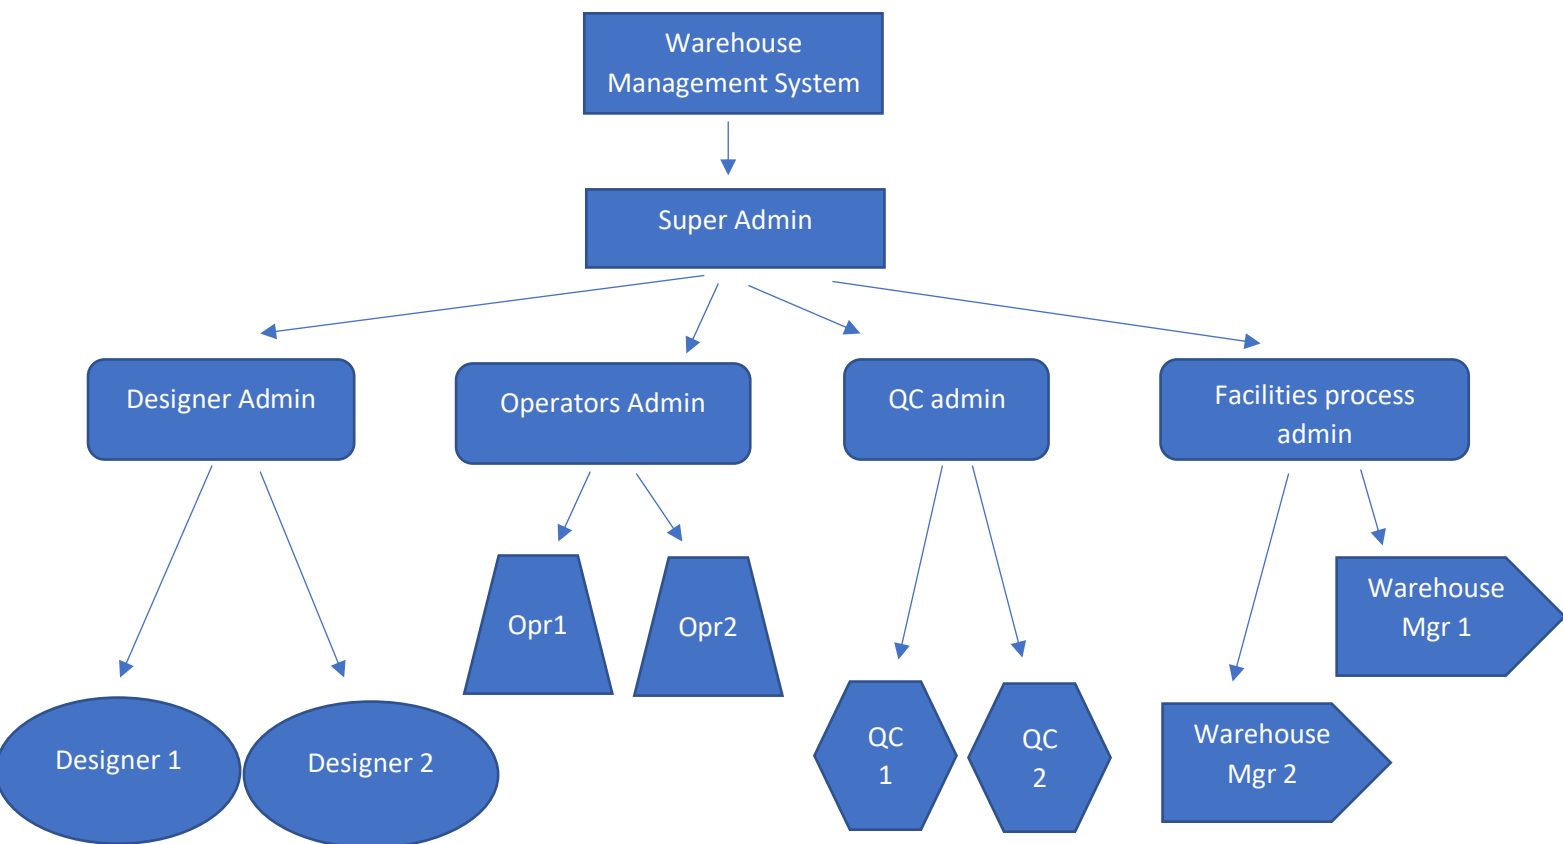 Warehouse
Management System
Super Admin
Designer Admin
Operators Admin
QC admin
Facilities process
admin
Opr1
Opr2
Warehouse
Mgr 1
Designer 1
Designer 2
QC
1
QC
2
Warehouse
Mgr 2